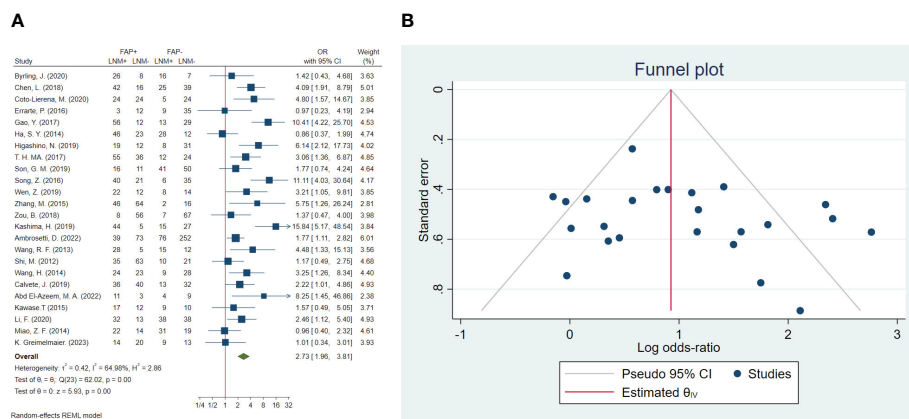 A
FAP+ FAP- OR Weight
Study LNM+ LNM- LNM+ LNM- with 95% CI (%)
Byrling, J. (2020) 26 8 16 7 1.42 [ 0.43, 4.68] 3.63
Chen, L. (2018) 42 16 25 39 4.09 [ 1.91, 8.79] 5.01
Coto-Llerena, M. (2020) 24 24 5 24 4.80 [ 1.57, 14.67] 3.85
Errarte, P. (2016) 3 12 9 35 0.97 [ 0.23, 4.19] 2.94
Gao, Y. (2017) 56 12 13 29 10.41 [ 4.22, 25.70] 4.53
Ha, S. Y (2014) 46 23 28 12 0.86 [ 0.37, 1.99] 4.74
Higashino, N. (2019) 19 12 8 31 6.14 [ 2.12, 17.73] 4.02
T. H. MA. (2017) 55 36 12 24 3.06 [ 1.36, 6.87] 4.85
Son, G. M. (2019) 16 11 41 50 1.77 [ 0.74, 4.24] 4.64
Song, Z. (2016) 40 21 6 35 11.11 [ 4.03, 30.64] 4.17
Wen, Z. (2019) 22 12 8 14 3.21 [ 1.05, 9.81] 3.85
Zhang, M. (2015) 46 64 2 16 5.75 [ 1.26, 26.24] 2.81
Zou, B. (2018) 8 56 7 67 1.37 [ 0.47, 4.00] 3.98
Kashima, H. (2019) 44 5 15 27 15.84 [ 5.17, 48.54] 3.84
Ambrosetti, D. (2022) 39 73 76 252 1.77 [ 1.11, 2.82] 6.01
Wang, R. F. (2013) 28 5 15 12 4.48 [ 1.33, 15.13] 3.56
Shi, M. (2012) 35 63 10 21 1.17 [ 0.49, 2.75] 4.68
Wang, H. (2014) 24 23 9 28 3.25 [ 1.26, 8.34] 4.40
Calvete, J. (2019) 36 40 13 32 2.22 [ 1.01, 4.86] 4.93
Abd El-Azeem, M. A. (2022) 11 3 4 9 8.25 [ 1.45, 46.86] 2.38
Kawase.T (2015) 17 12 9 10 1.57 [ 0.49, 5.05] 3.71
Li, F. (2020) 32 13 38 38 2.46 [ 1.12, 5.40] 4.93
Miao, Z. F. (2014) 22 14 31 19 0.96 [ 0.40, 2.32] 4.61
K. Greimelmaier. (2023) 14 20 9 13 1.01 [ 0.34, 3.01] 3.93
Overall 2.73 [ 1.96, 3.81]
Heterogeneity: τ² = 0.42, I² = 64.98%, H² = 2.86
Test of θᵢ = θⱼ: Q(23) = 62.02, p = 0.00
Test of θ = 0: z = 5.93, p = 0.00
1/4 1/2 1 2 4 8 16 32
Random-effects REML model
B
Funnel plot
Standard error
0
.2
.4
.6
.8
-1 0 1 2 3
Log odds-ratio
Pseudo 95% CI Studies
Estimated θIV